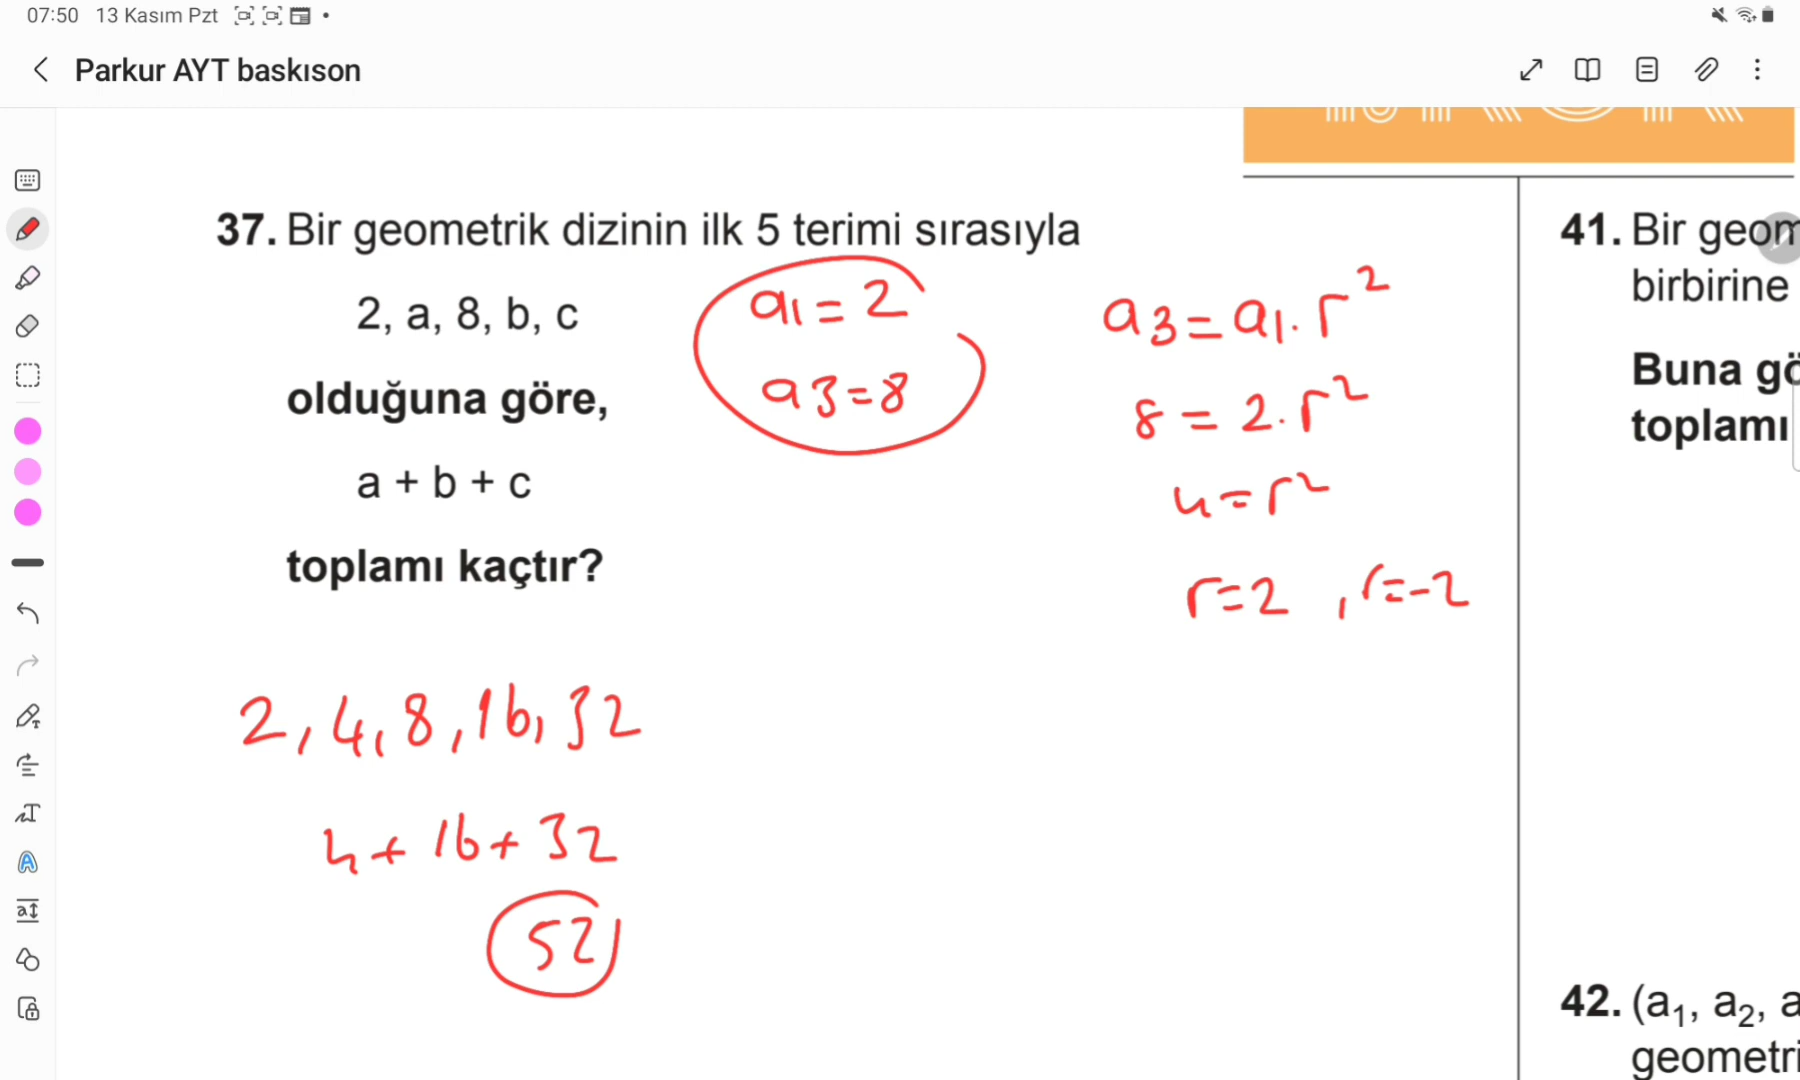 07:50 13 Kasım Pzt
Parkur AYT baskıson
37. Bir geometrik dizinin ilk 5 terimi sırasıyla
2, a, 8, b, c
olduğuna göre,
a + b + c
toplamı kaçtır?
a1 = 2
a3 = 8
a3 = a1 . r²
8 = 2 . r²
4 = r²
r = 2 , r = -2
2, 4, 8, 16, 32
4 + 16 + 32
52
41. Bir geom
birbirine
Buna gö
toplamı
42. (a₁, a₂, a
geometri